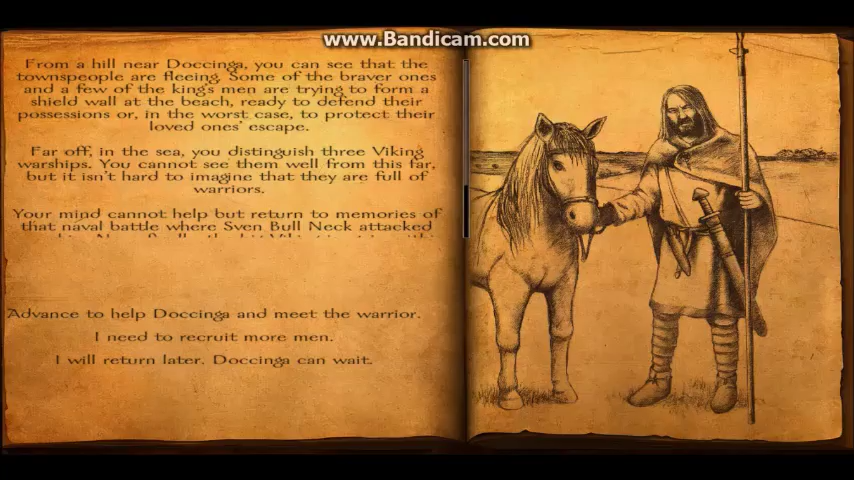 www.Bandicam.com
From a hill near Doccinga, you can see that the
townspeople are fleeing. Some of the braver ones
and a few of the king's men are trying to form a
shield wall at the beach, ready to defend their
possessions or, in the worst case, to protect their
loved ones' escape.
Far off, in the sea, you distinguish three Viking
warships. You cannot see them well from this far,
but it isn't hard to imagine that they are full of
warriors.
Your mind cannot help but return to memories of
that naval battle where Sven Bull Neck attacked
Advance to help Doccinga and meet the warrior.
I need to recruit more men.
I will return later. Doccinga can wait.